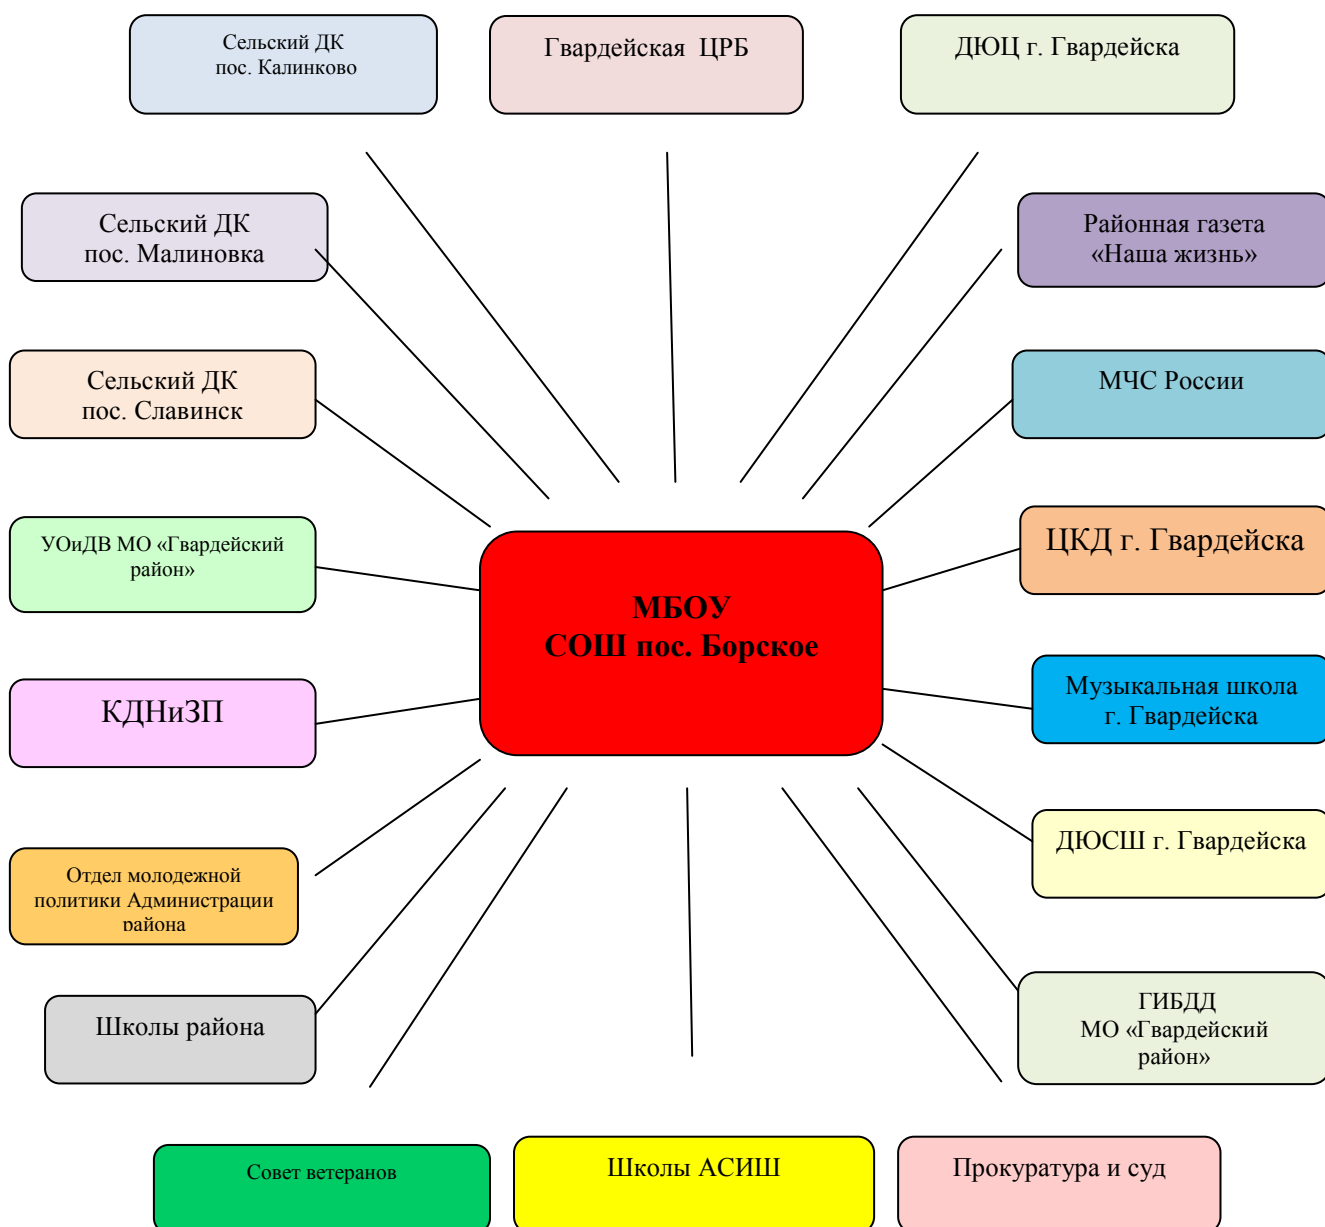 Сельский ДК
пос. Калинково
Гвардейская ЦРБ
ДЮЦ г. Гвардейска
Сельский ДК
пос. Малиновка
Районная газета
«Наша жизнь»
Сельский ДК
пос. Славинск
МЧС России
УОиДВ МО «Гвардейский
район»
ЦКД г. Гвардейска
МБОУ
СОШ пос. Борское
КДНиЗП
Музыкальная школа
г. Гвардейска
Отдел молодежной
политики Администрации
района
ДЮСШ г. Гвардейска
Школы района
ГИБДД
МО «Гвардейский
район»
Совет ветеранов
Школы АСИШ
Прокуратура и суд